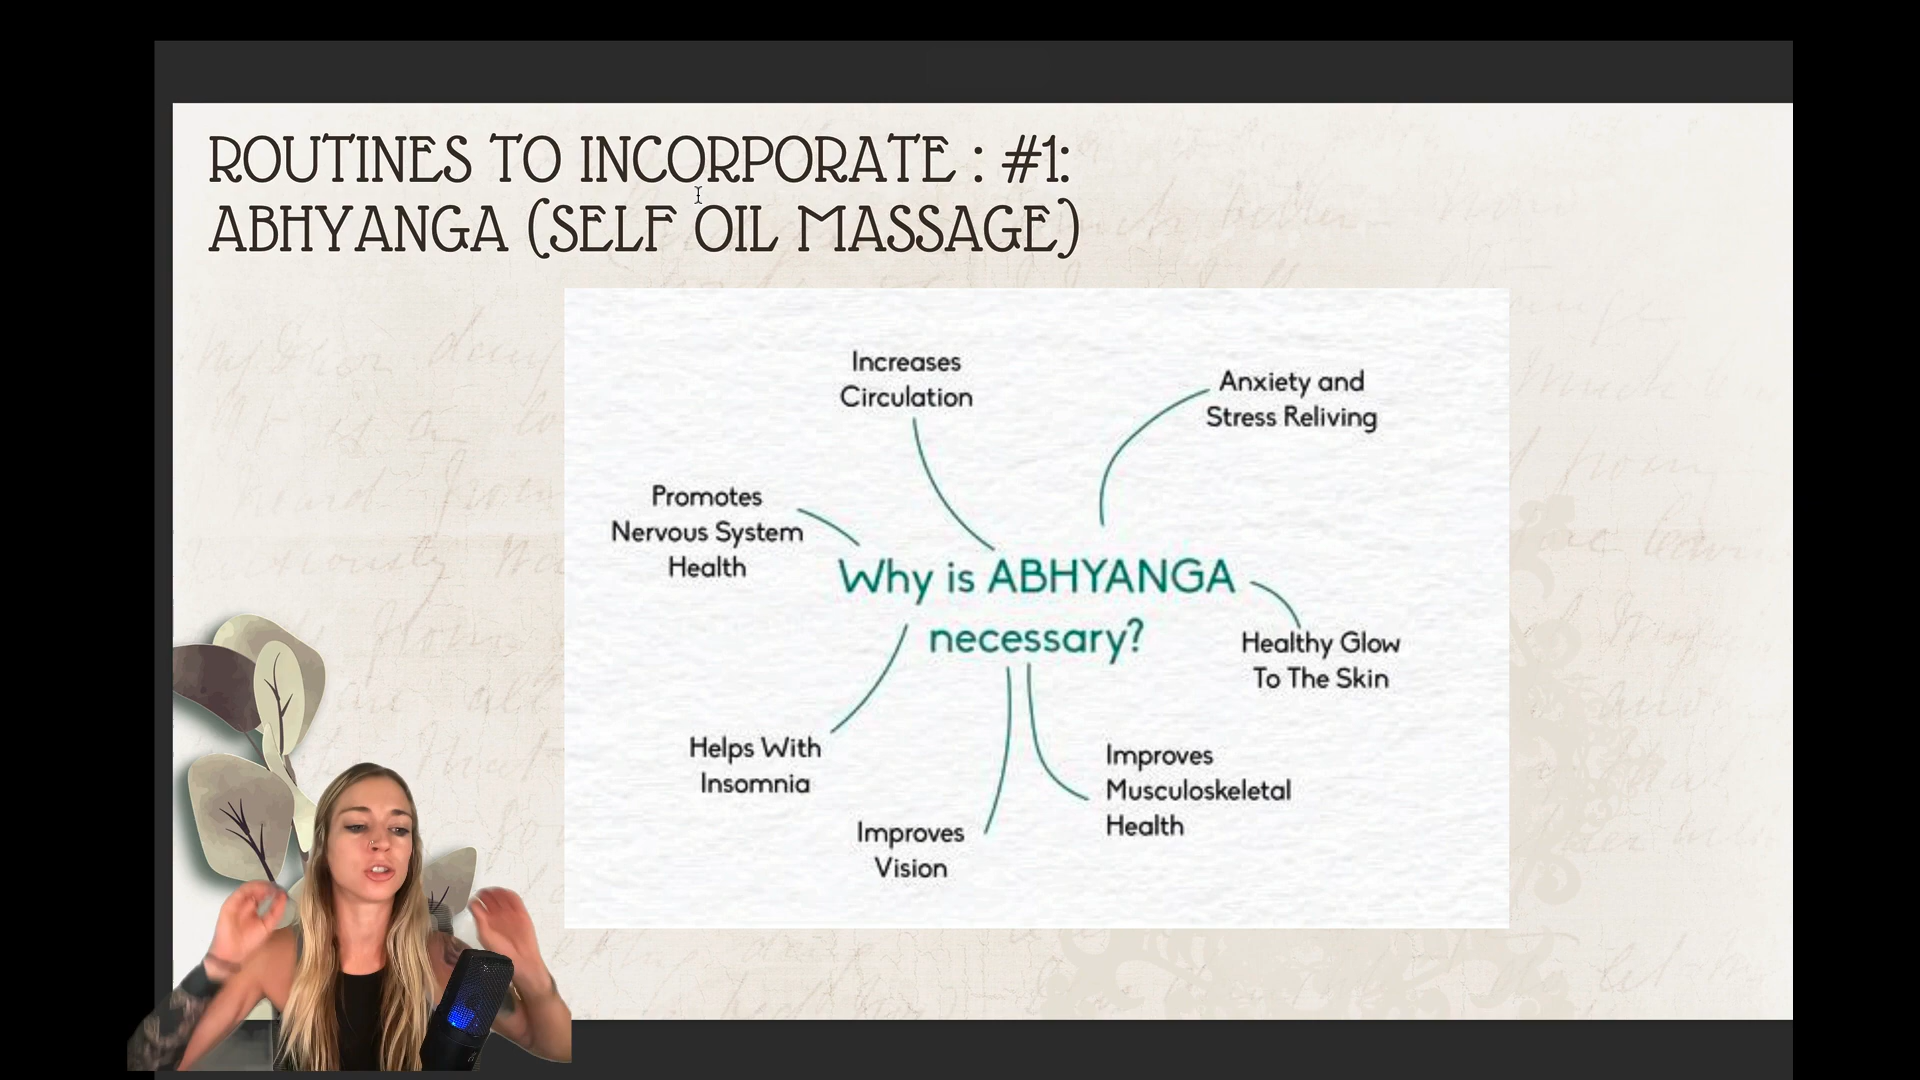 ROUTINES TO INCORPORATE : #1:
ABHYANGA (SELF OIL MASSAGE)
Increases
Circulation
Anxiety and
Stress Reliving
Promotes
Nervous System
Health
Why is ABHYANGA
necessary?
Healthy Glow
To The Skin
Helps With
Insomnia
Improves
Musculoskeletal
Health
Improves
Vision